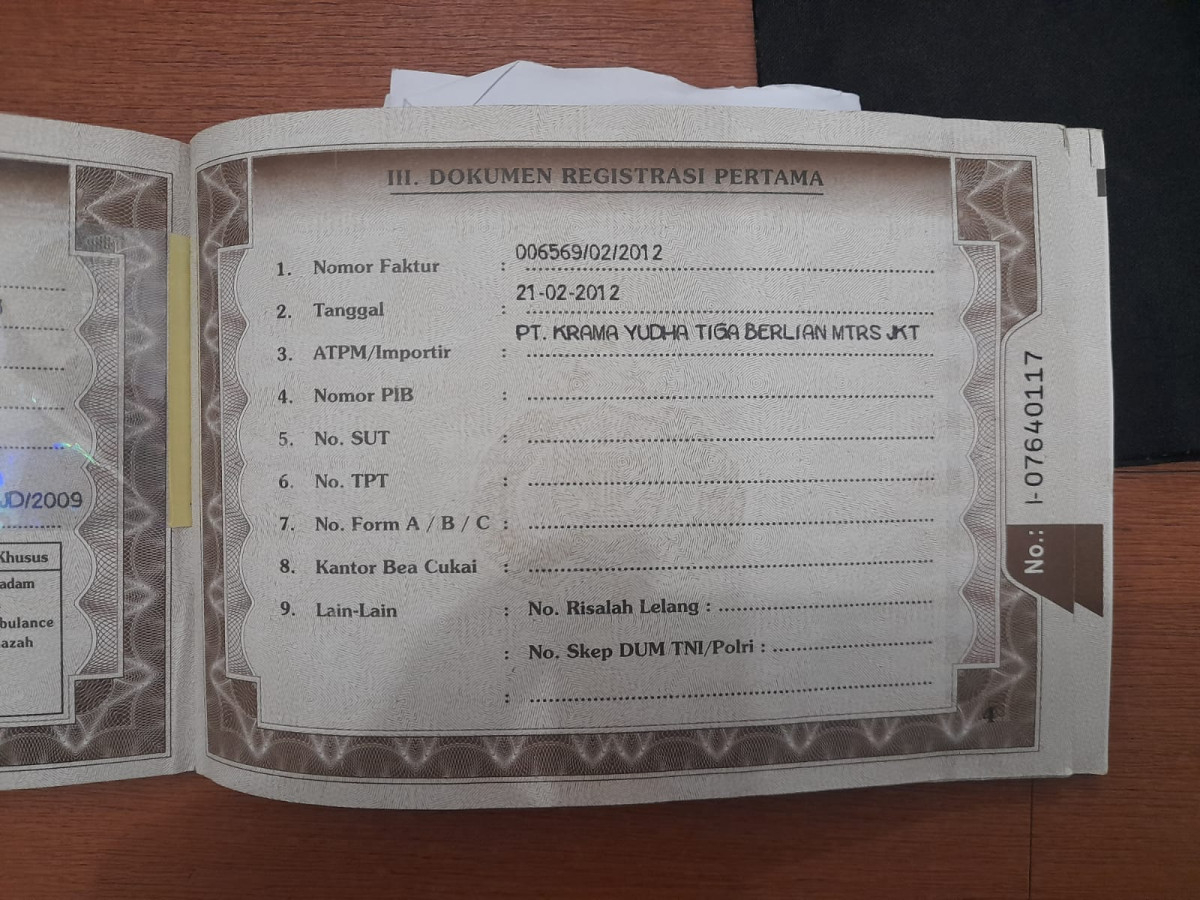 JD/2009
Khusus
adam
bulance
azah
III. DOKUMEN REGISTRASI PERTAMA
1. Nomor Faktur : 006569/02/2012
2. Tanggal : 21-02-2012
3. ATPM/Importir : PT. KRAMA YUDHA TIGA BERLIAN MTRS JKT
4. Nomor PIB :
5. No. SUT :
6. No. TPT :
7. No. Form A / B / C :
8. Kantor Bea Cukai :
9. Lain-Lain : No. Risalah Lelang :
: No. Skep DUM TNI/Polri :
:
4
No.: I-07640117